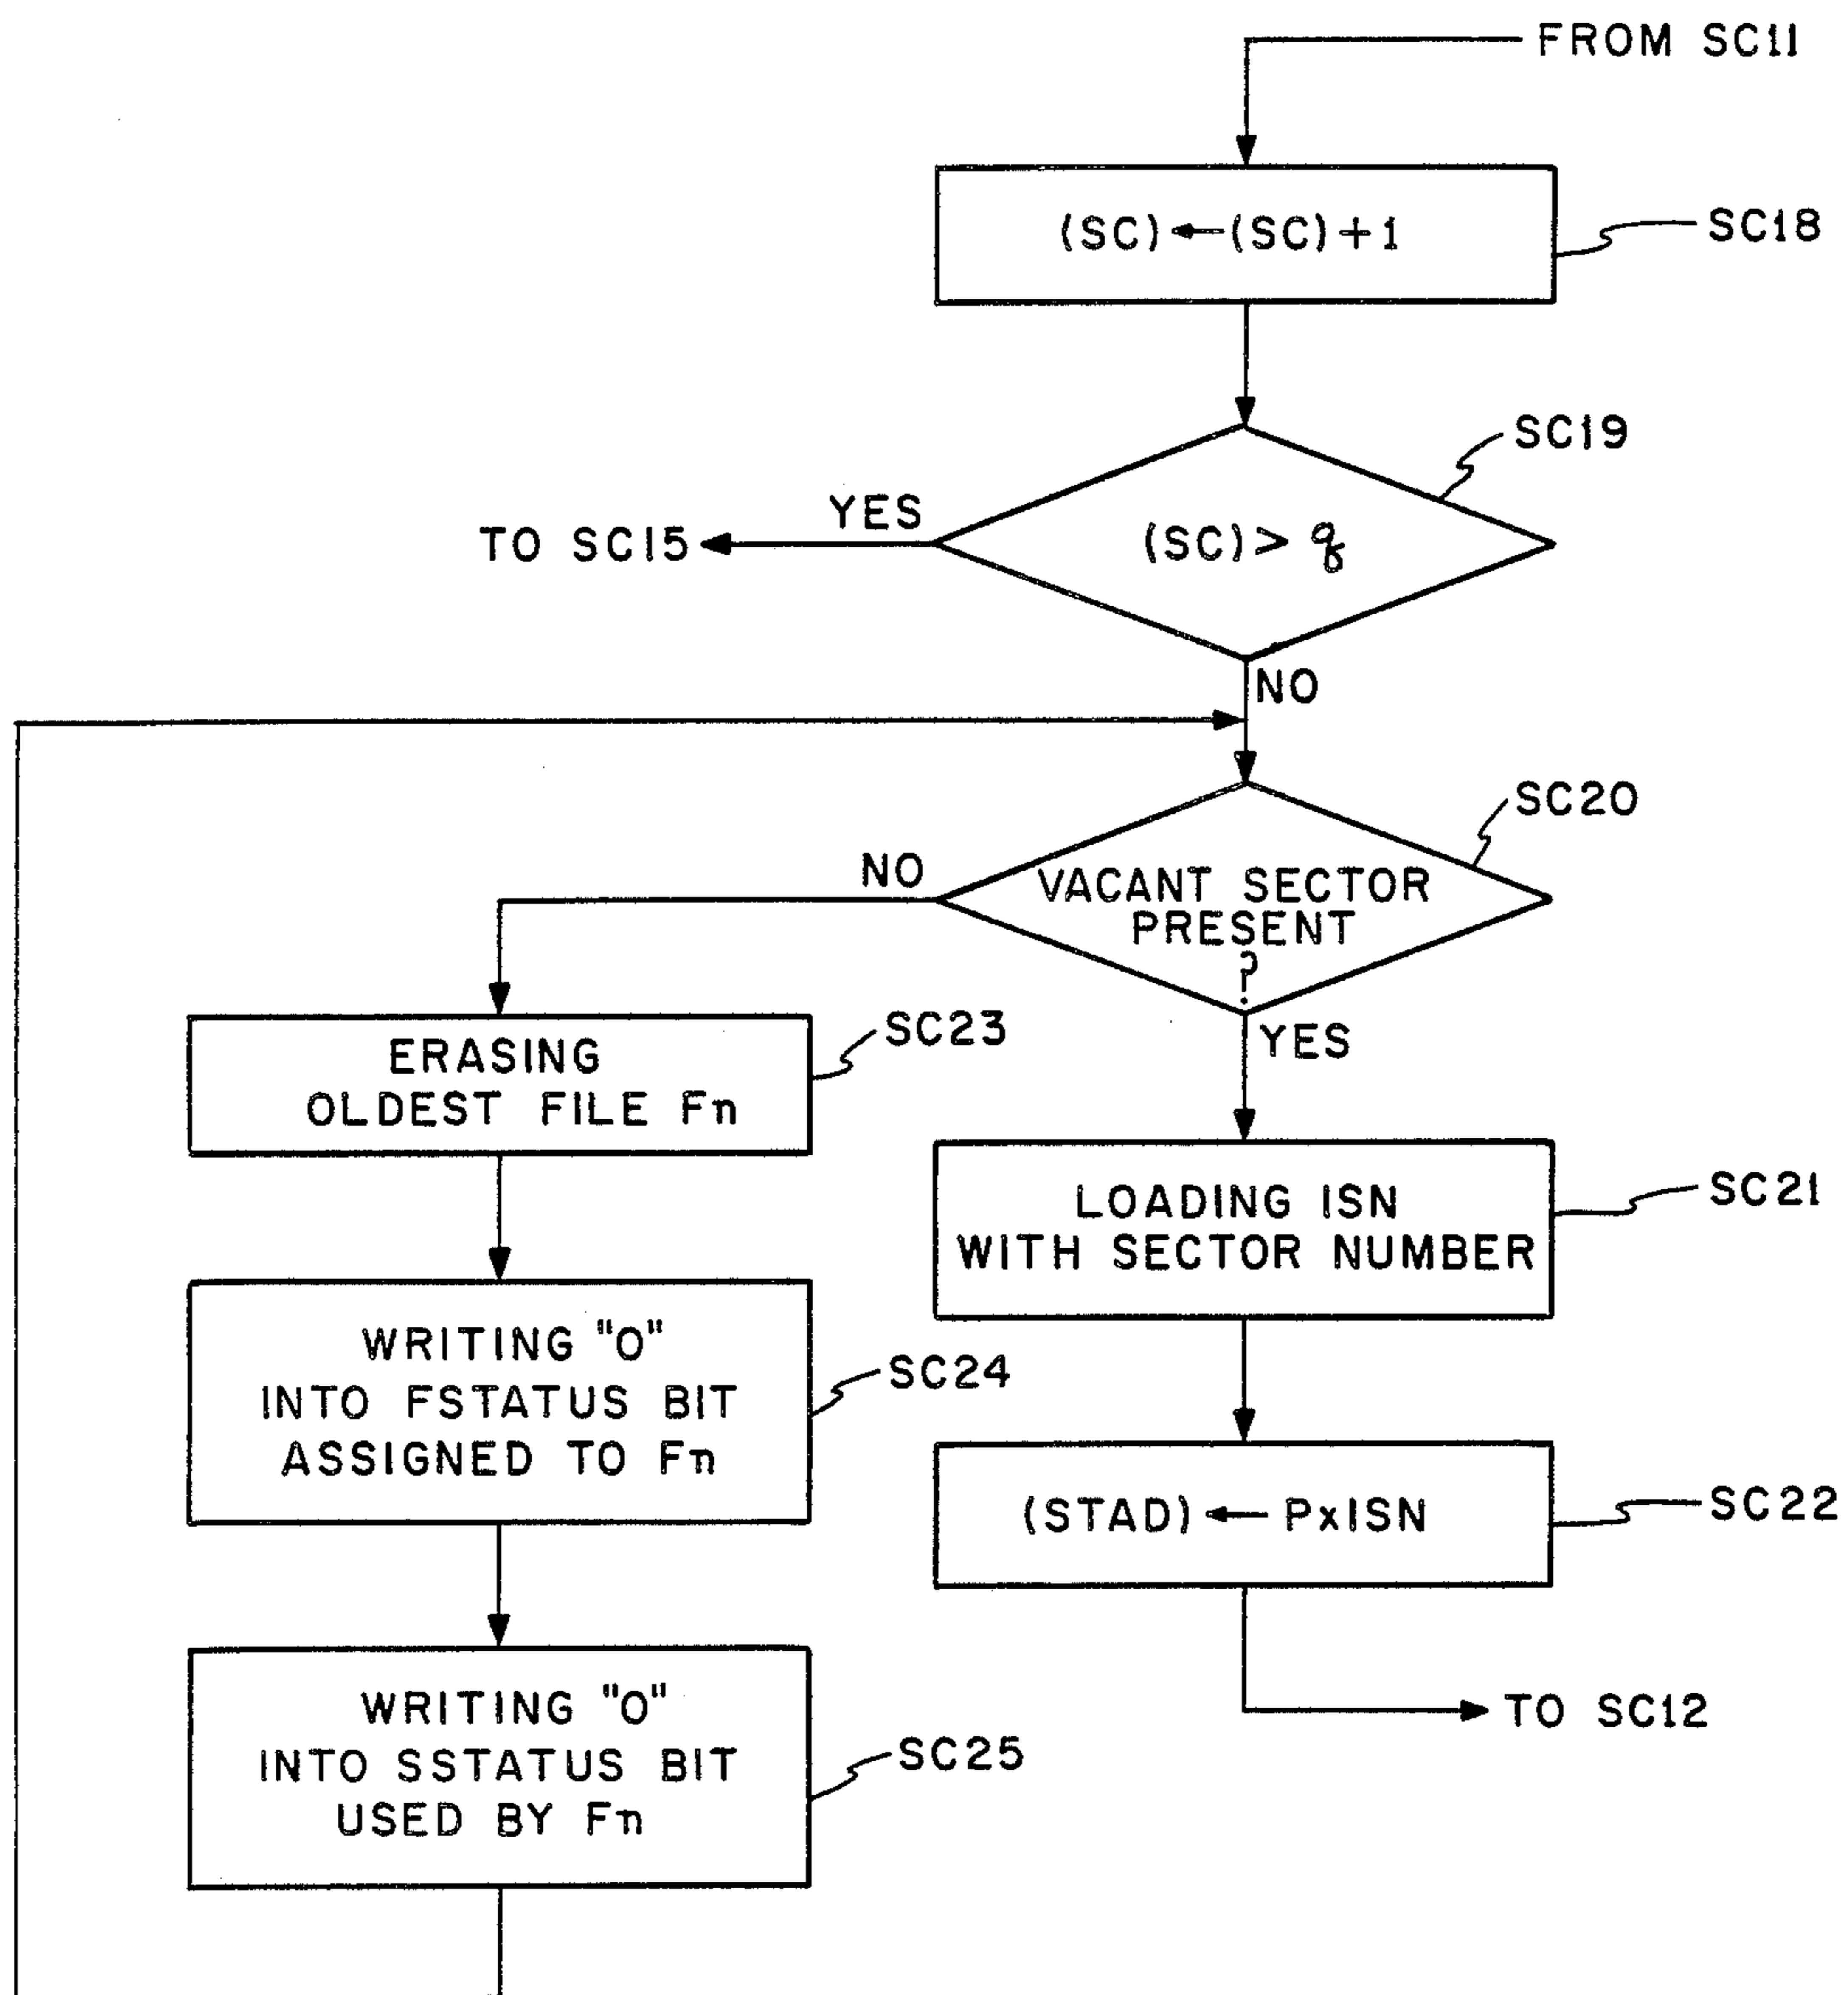 FROM SC11
(SC)←(SC)+1
SC18
SC19
YES
TO SC15
(SC)> q
NO
SC20
NO
VACANT SECTOR
PRESENT
?
YES
SC23
ERASING
OLDEST FILE Fn
SC21
LOADING ISN
WITH SECTOR NUMBER
WRITING "0"
INTO FSTATUS BIT
ASSIGNED TO Fn
SC24
(STAD)← PxISN
SC22
WRITING "0"
INTO SSTATUS BIT
USED BY Fn
SC25
TO SC12